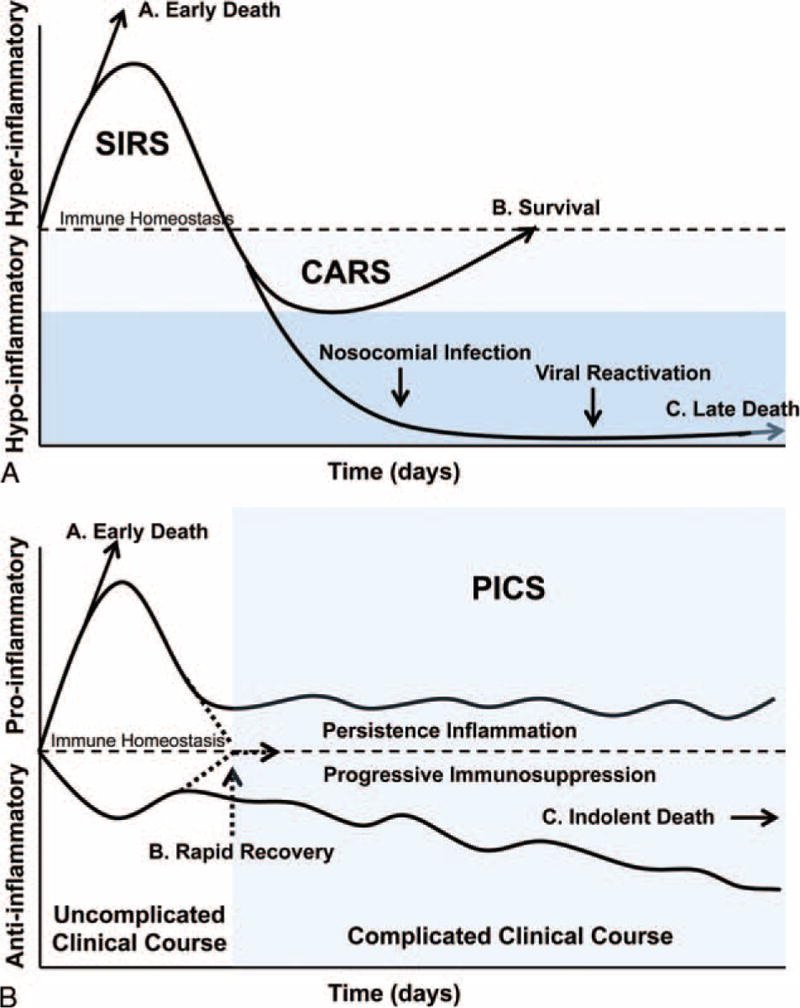 A. Early Death
Hyper-inflammatory
SIRS
Immune Homeostasis
B. Survival
CARS
Hypo-inflammatory
Nosocomial Infection
Viral Reactivation
C. Late Death
A
Time (days)
A. Early Death
PICS
Pro-inflammatory
Immune Homeostasis
Persistence Inflammation
Progressive Immunosuppression
Anti-inflammatory
C. Indolent Death
B. Rapid Recovery
Uncomplicated
Clinical Course
Complicated Clinical Course
B
Time (days)